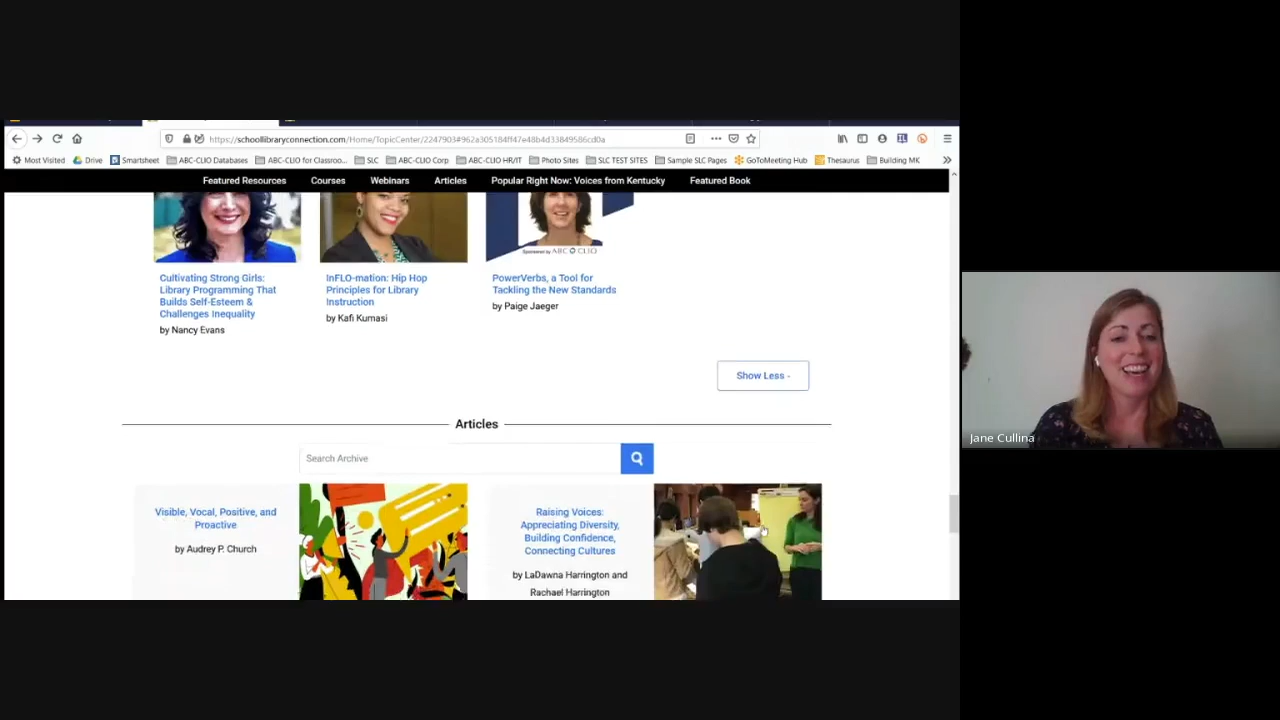 https://schoollibraryconnection.com/Home/TopicCenter/2247903#962a305184ff47e48b4d33849586cd0a
Most Visited Drive Smartsheet ABC-CLIO Databases ABC-CLIO for Classroo... SLC ABC-CLIO Corp ABC-CLIO HR/IT Photo Sites SLC TEST SITES Sample SLC Pages GoToMeeting Hub Thesaurus Building MK
Featured Resources Courses Webinars Articles Popular Right Now: Voices from Kentucky Featured Book
Sponsored by ABC CLIO
Cultivating Strong Girls:
Library Programming That
Builds Self-Esteem &
Challenges Inequality
by Nancy Evans
InFLO-mation: Hip Hop
Principles for Library
Instruction
by Kafi Kumasi
PowerVerbs, a Tool for
Tackling the New Standards
by Paige Jaeger
Show Less -
Articles
Search Archive
Visible, Vocal, Positive, and
Proactive
by Audrey P. Church
Raising Voices:
Appreciating Diversity,
Building Confidence,
Connecting Cultures
by LaDawna Harrington and
Rachael Harrington
Jane Cullina